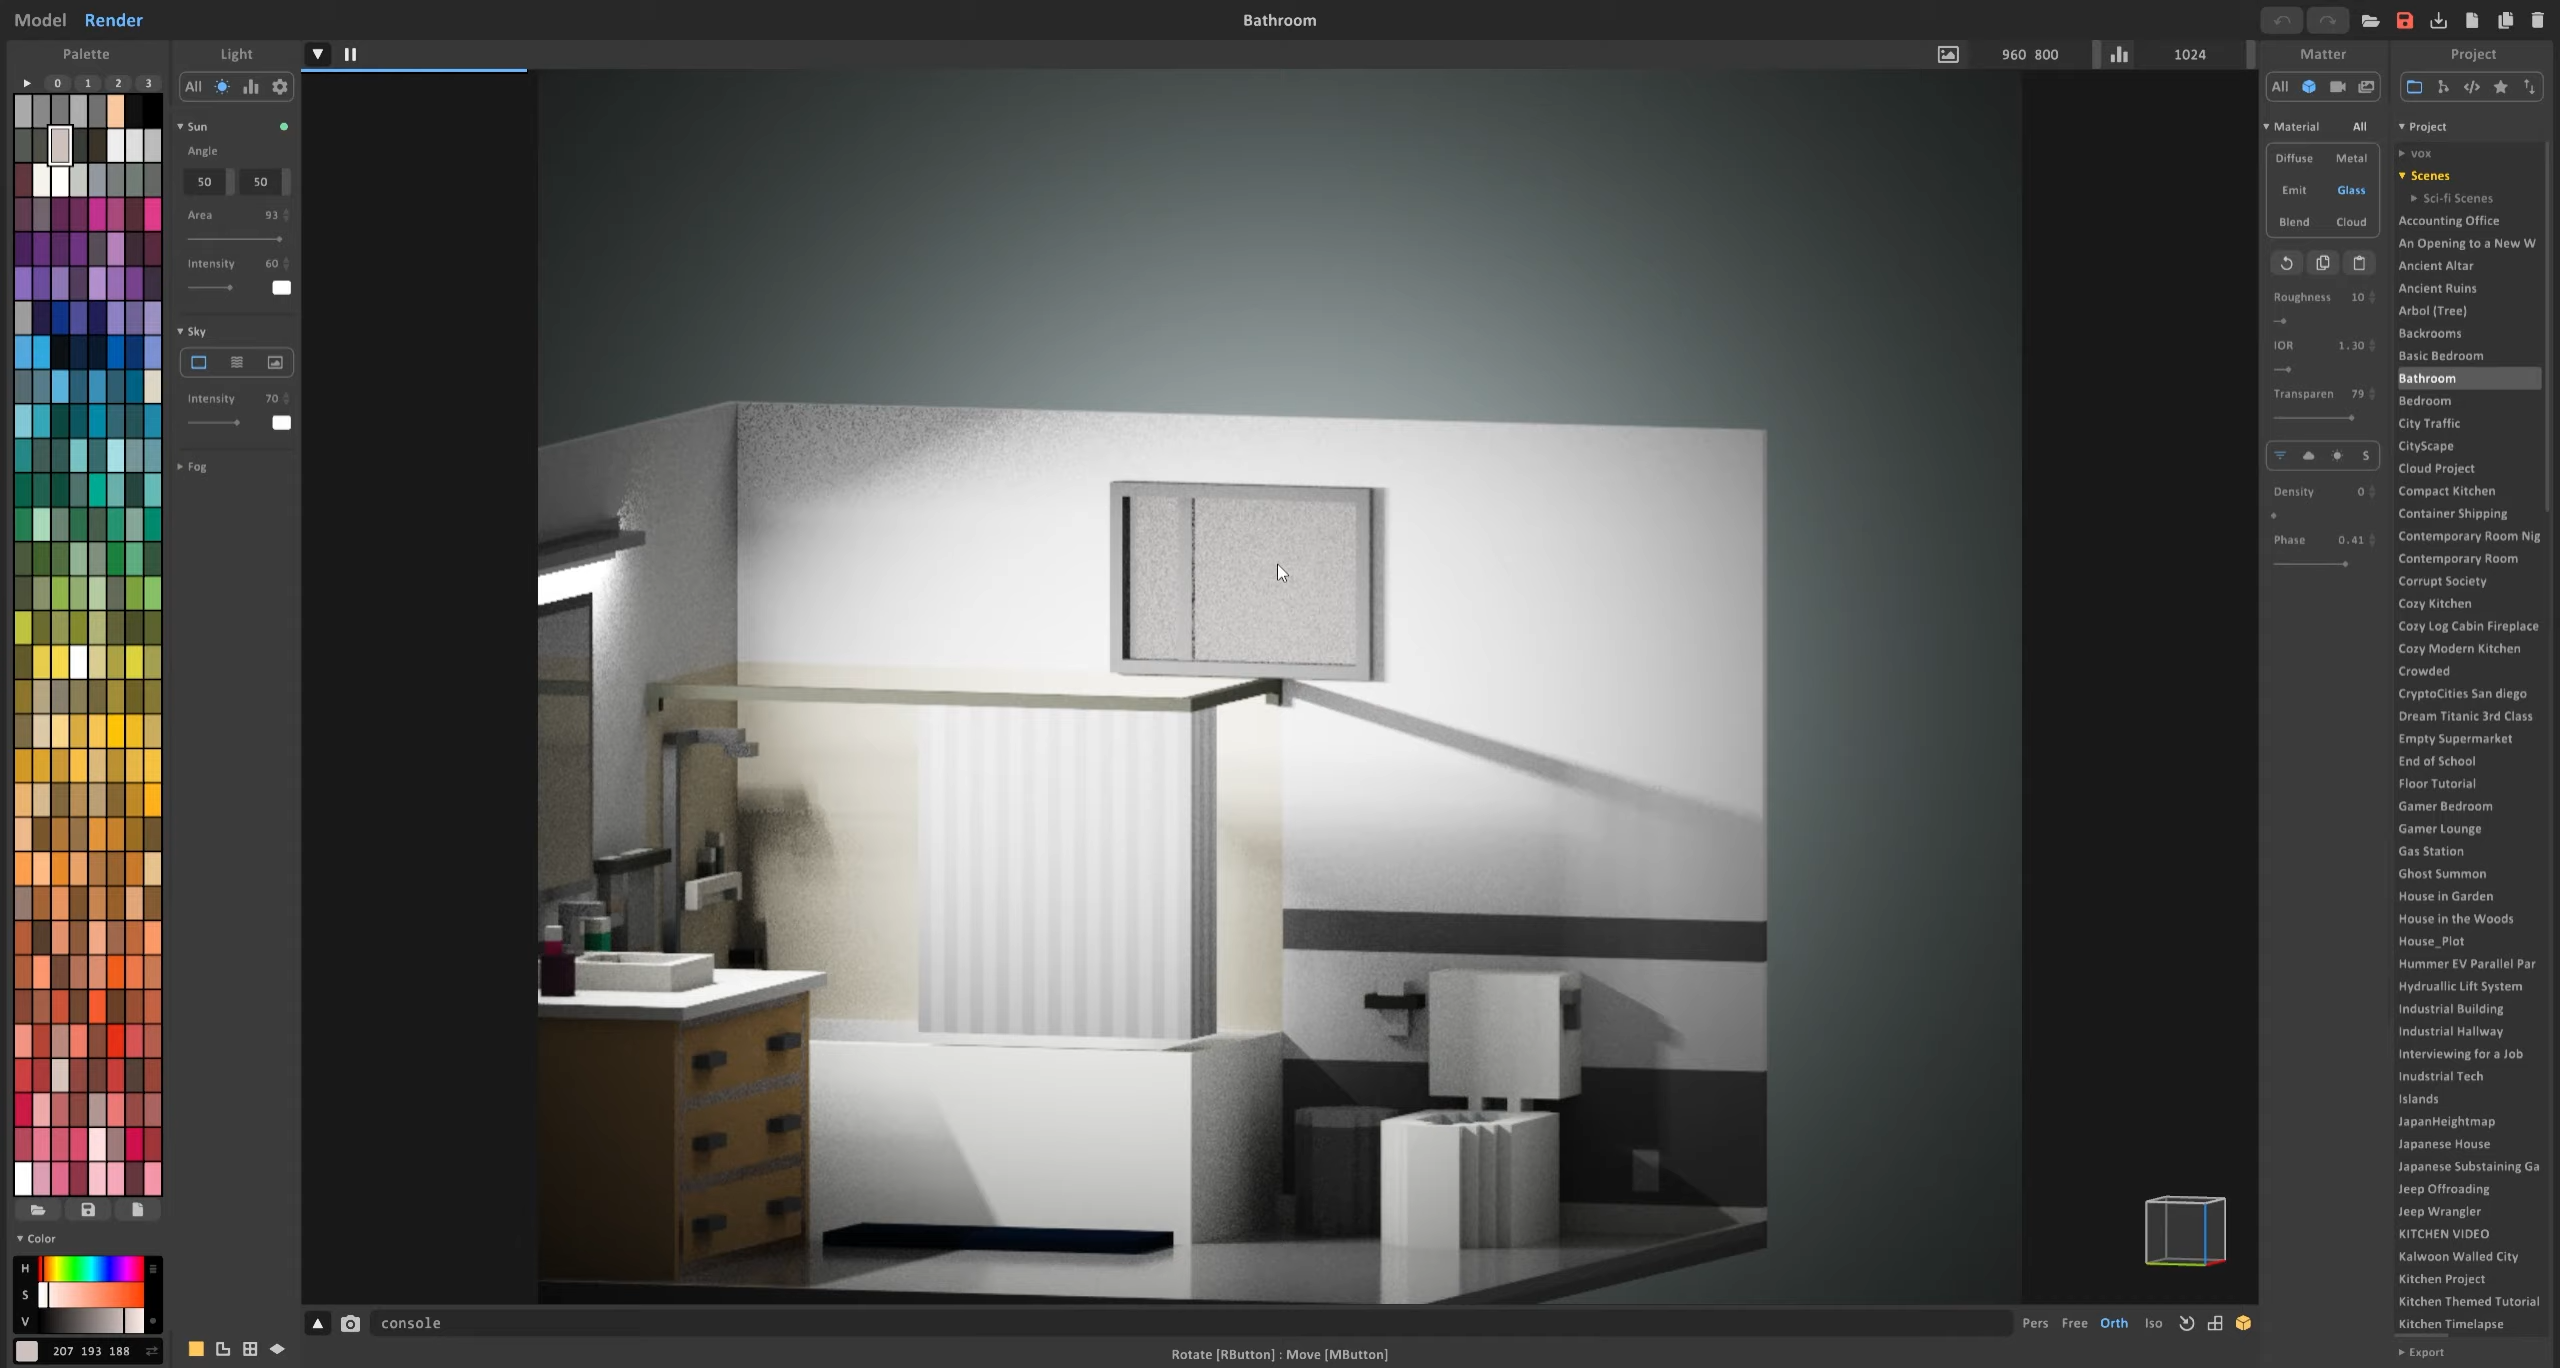 Model Render
Bathroom
Palette
0 1 2 3
Color
H
S
V
207 193 188
Light
All
Sun
Angle
50 50
Area 93
Intensity 60
Sky
Intensity 70
Fog
960 800
1024
console
Pers Free Orth Iso
Rotate [RButton] : Move [MButton]
Matter
All
Material All
Diffuse Metal
Emit Glass
Blend Cloud
Roughness 10
IOR 1.30
Transparen 79
S
Density 0
Phase 0.41
Project
Project
vox
Scenes
Sci-fi Scenes
Accounting Office
An Opening to a New W
Ancient Altar
Ancient Ruins
Arbol (Tree)
Backrooms
Basic Bedroom
Bathroom
Bedroom
City Traffic
CityScape
Cloud Project
Compact Kitchen
Container Shipping
Contemporary Room Nig
Contemporary Room
Corrupt Society
Cozy Kitchen
Cozy Log Cabin Fireplace
Cozy Modern Kitchen
Crowded
CryptoCities San diego
Dream Titanic 3rd Class
Empty Supermarket
End of School
Floor Tutorial
Gamer Bedroom
Gamer Lounge
Gas Station
Ghost Summon
House in Garden
House in the Woods
House_Plot
Hummer EV Parallel Par
Hydruallic Lift System
Industrial Building
Industrial Hallway
Interviewing for a Job
Inudstrial Tech
Islands
JapanHeightmap
Japanese House
Japanese Substaining Ga
Jeep Offroading
Jeep Wrangler
KITCHEN VIDEO
Kalwoon Walled City
Kitchen Project
Kitchen Themed Tutorial
Kitchen Timelapse
Export